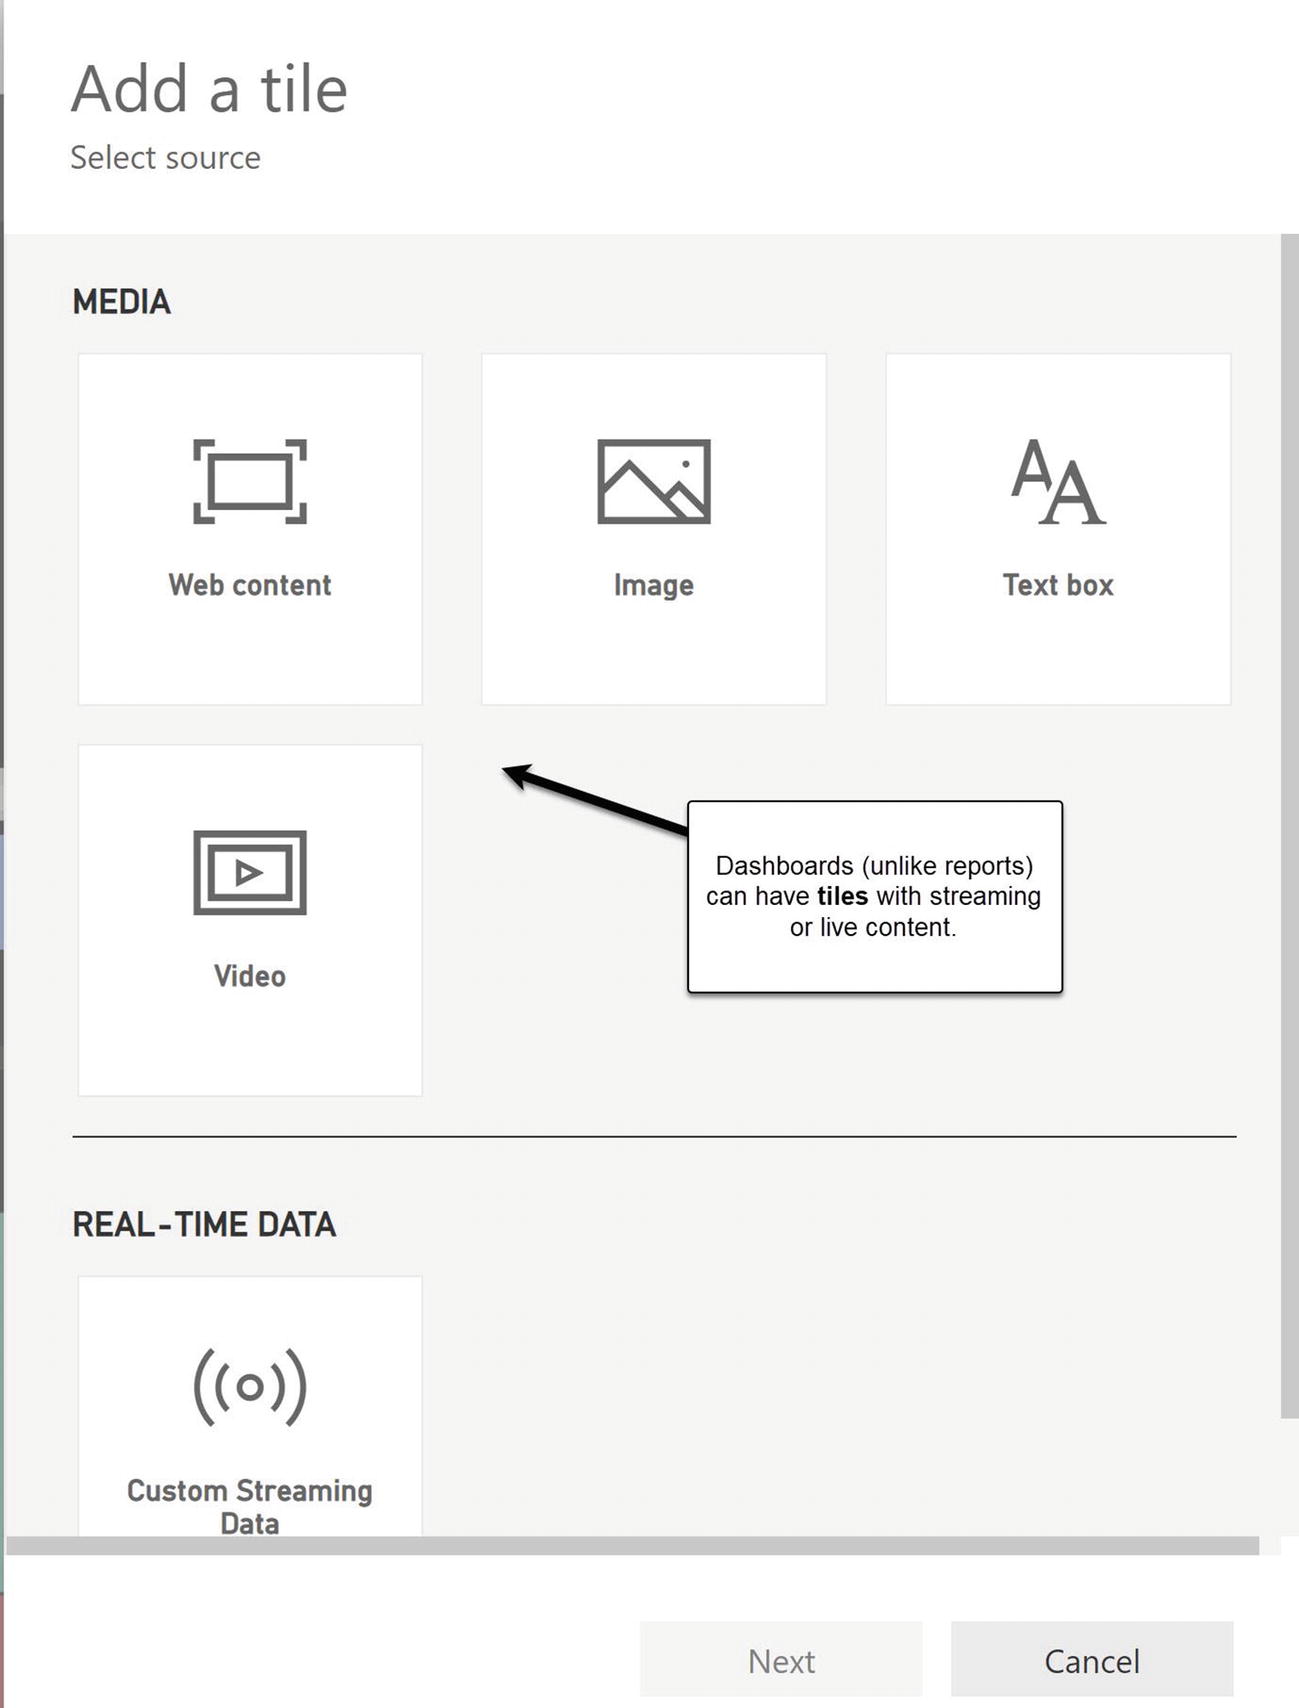 Add a tile
Select source
MEDIA
Web content
Image
Text box
Video
Dashboards (unlike reports)
can have tiles with streaming
or live content.
REAL-TIME DATA
Custom Streaming
Data
Next
Cancel